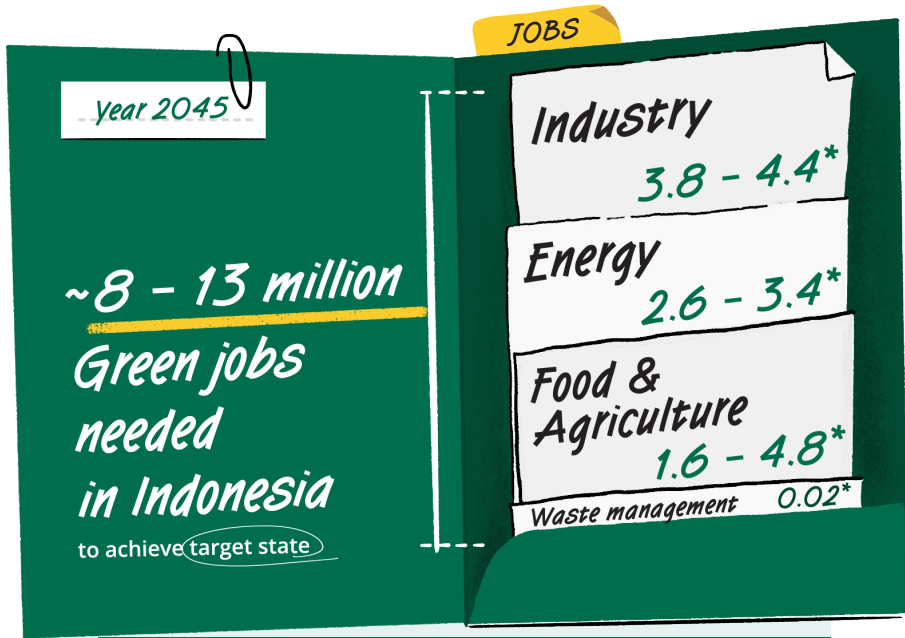 year 2045
~8 – 13 million
Green jobs
needed
in Indonesia
to achieve target state
JOBS
Industry
3.8 – 4.4*
Energy
2.6 – 3.4*
Food &
Agriculture
1.6 – 4.8*
Waste management 0.02*